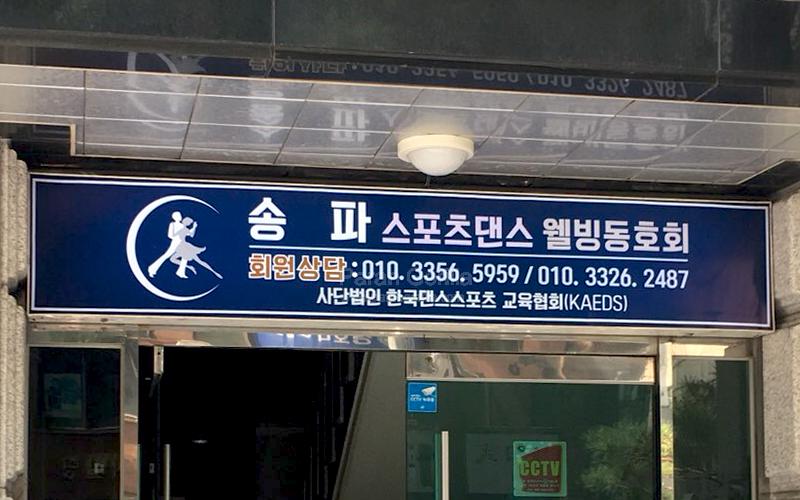 송 파 스포츠댄스 웰빙동호회
회원상담:010. 3356. 5959 / 010. 3326. 2487
사단법인 한국댄스스포츠 교육협회(KAEDS)
CCTV